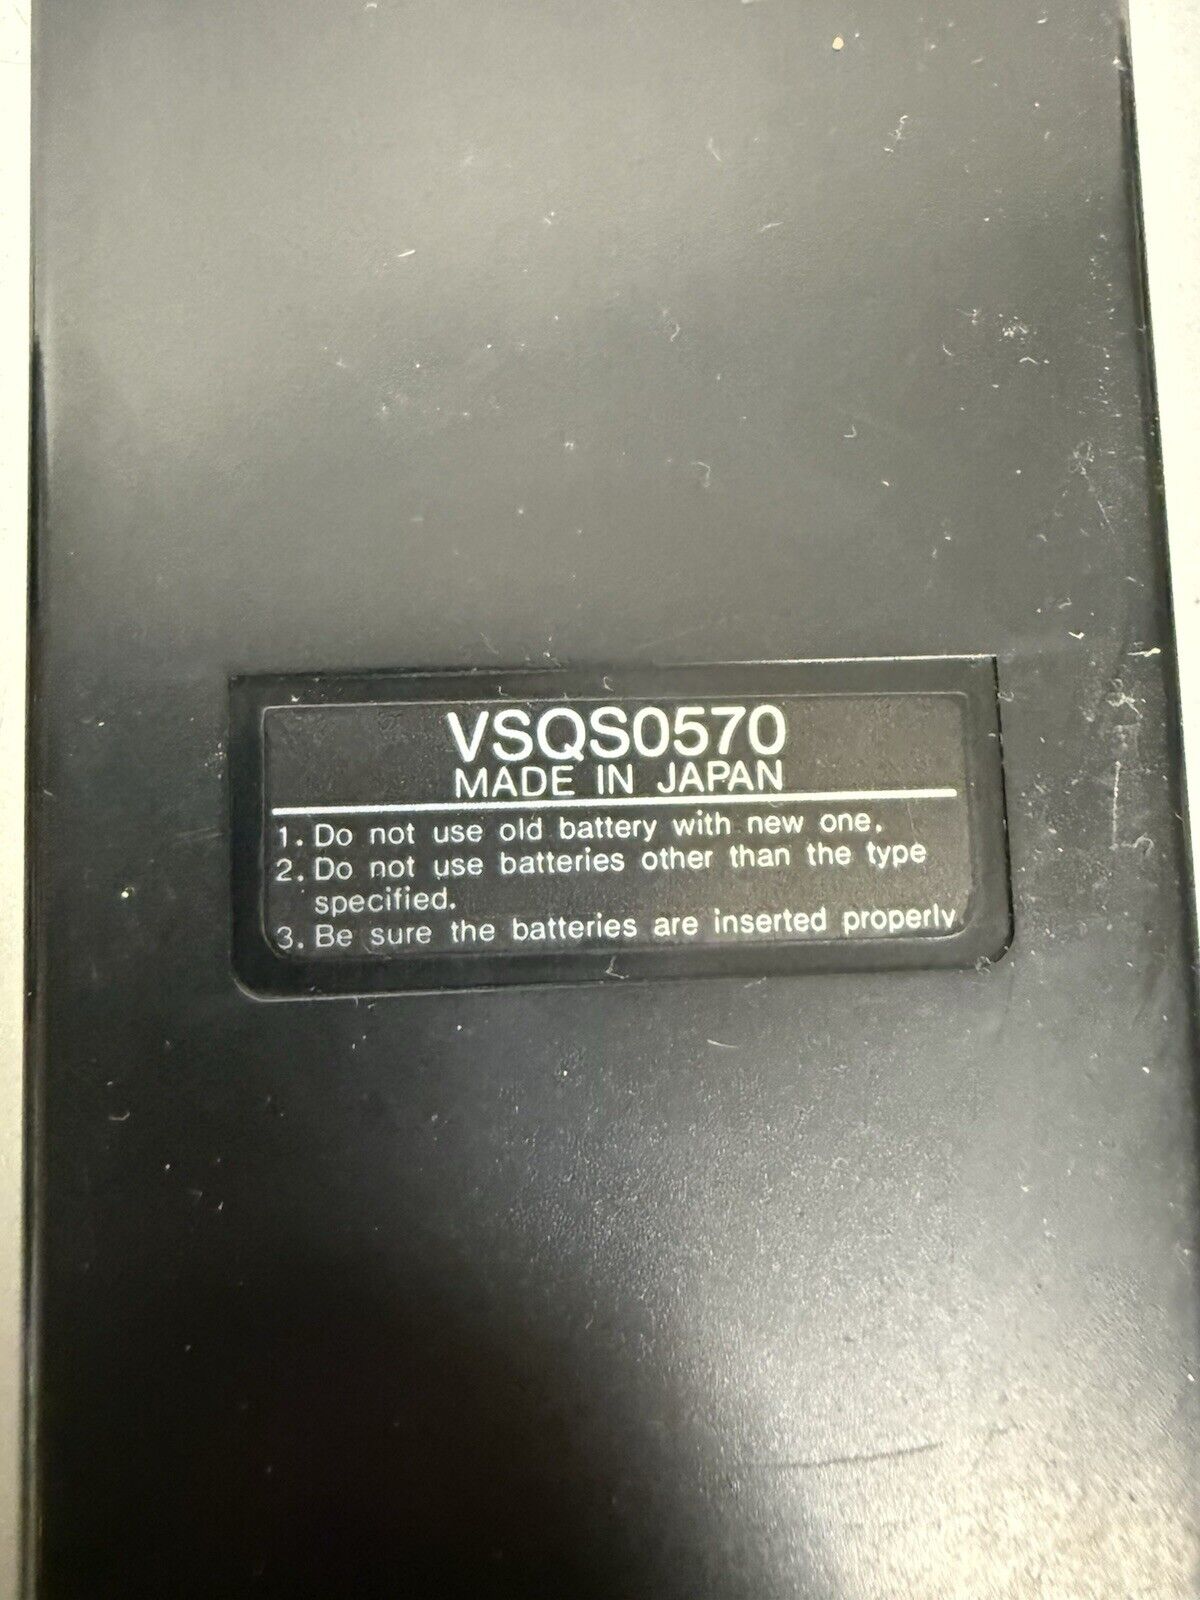 VSQS0570
MADE IN JAPAN
1. Do not use old battery with new one.
2. Do not use batteries other than the type
specified.
3. Be sure the batteries are inserted properly